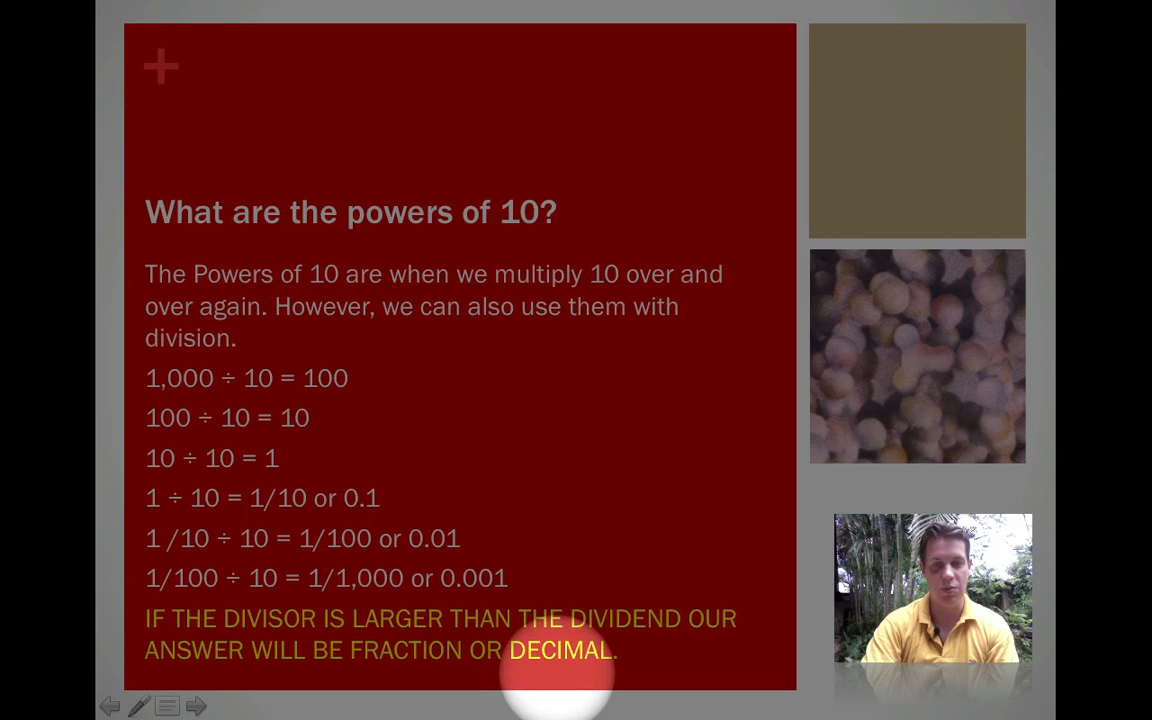 +
What are the powers of 10?
The Powers of 10 are when we multiply 10 over and
over again. However, we can also use them with
division.
1,000 ÷ 10 = 100
100 ÷ 10 = 10
10 ÷ 10 = 1
1 ÷ 10 = 1/10 or 0.1
1 /10 ÷ 10 = 1/100 or 0.01
1/100 ÷ 10 = 1/1,000 or 0.001
IF THE DIVISOR IS LARGER THAN THE DIVIDEND OUR
ANSWER WILL BE FRACTION OR DECIMAL.